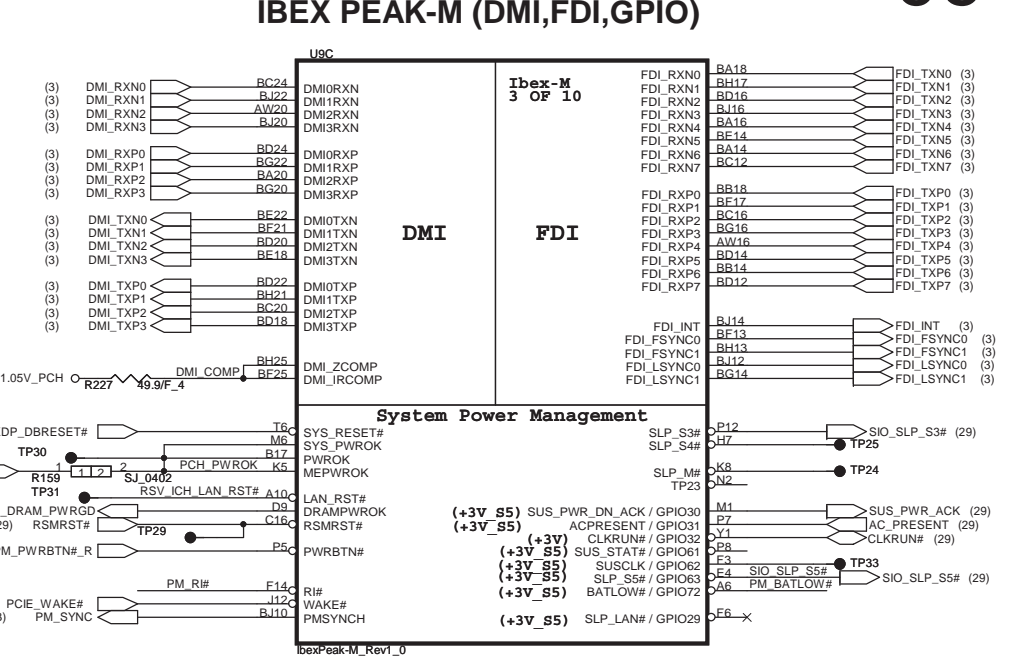 IBEX PEAK-M (DMI,FDI,GPIO)
U9C
Ibex-M
3 OF 10
DMI
FDI
(3) DMI_RXN0 BC24 DMI0RXN
(3) DMI_RXN1 BJ22 DMI1RXN
(3) DMI_RXN2 AW20 DMI2RXN
(3) DMI_RXN3 BJ20 DMI3RXN
(3) DMI_RXP0 BD24 DMI0RXP
(3) DMI_RXP1 BG22 DMI1RXP
(3) DMI_RXP2 BA20 DMI2RXP
(3) DMI_RXP3 BG20 DMI3RXP
(3) DMI_TXN0 BE22 DMI0TXN
(3) DMI_TXN1 BF21 DMI1TXN
(3) DMI_TXN2 BD20 DMI2TXN
(3) DMI_TXN3 BE18 DMI3TXN
(3) DMI_TXP0 BD22 DMI0TXP
(3) DMI_TXP1 BH21 DMI1TXP
(3) DMI_TXP2 BC20 DMI2TXP
(3) DMI_TXP3 BD18 DMI3TXP
BH25 DMI_ZCOMP
1.05V_PCH R227 49.9/F_4 DMI_COMP BF25 DMI_IRCOMP
FDI_RXN0 BA18 FDI_TXN0 (3)
FDI_RXN1 BH17 FDI_TXN1 (3)
FDI_RXN2 BD16 FDI_TXN2 (3)
FDI_RXN3 BJ16 FDI_TXN3 (3)
FDI_RXN4 BA16 FDI_TXN4 (3)
FDI_RXN5 BE14 FDI_TXN5 (3)
FDI_RXN6 BA14 FDI_TXN6 (3)
FDI_RXN7 BC12 FDI_TXN7 (3)
FDI_RXP0 BB18 FDI_TXP0 (3)
FDI_RXP1 BF17 FDI_TXP1 (3)
FDI_RXP2 BC16 FDI_TXP2 (3)
FDI_RXP3 BG16 FDI_TXP3 (3)
FDI_RXP4 AW16 FDI_TXP4 (3)
FDI_RXP5 BD14 FDI_TXP5 (3)
FDI_RXP6 BB14 FDI_TXP6 (3)
FDI_RXP7 BD12 FDI_TXP7 (3)
FDI_INT BJ14 FDI_INT (3)
FDI_FSYNC0 BF13 FDI_FSYNC0 (3)
FDI_FSYNC1 BH13 FDI_FSYNC1 (3)
FDI_LSYNC0 BJ12 FDI_LSYNC0 (3)
FDI_LSYNC1 BG14 FDI_LSYNC1 (3)
System Power Management
DP_DBRESET# T6 SYS_RESET#
M6 SYS_PWROK
TP30 B17 PWROK
R159 1 1 2 2 SJ_0402 PCH_PWROK K5 MEPWROK
TP31 RSV_ICH_LAN_RST# A10 LAN_RST#
_DRAM_PWRGD D9 DRAMPWROK
29) RSMRST# C16 RSMRST#
TP29
M_PWRBTN#_R P5 PWRBTN#
PM_RI# F14 RI#
PCIE_WAKE# J12 WAKE#
) PM_SYNC BJ10 PMSYNCH
SLP_S3# P12 SIO_SLP_S3# (29)
SLP_S4# H7 TP25
SLP_M# K8 TP24
TP23 N2
(+3V_S5) SUS_PWR_DN_ACK / GPIO30 M1 SUS_PWR_ACK (29)
(+3V_S5) ACPRESENT / GPIO31 P7 AC_PRESENT (29)
(+3V) CLKRUN# / GPIO32 Y1 CLKRUN# (29)
(+3V_S5) SUS_STAT# / GPIO61 P8
(+3V_S5) SUSCLK / GPIO62 F3 TP33
(+3V_S5) SLP_S5# / GPIO63 E4 SIO_SLP_S5# SIO_SLP_S5# (29)
(+3V_S5) BATLOW# / GPIO72 A6 PM_BATLOW#
(+3V_S5) SLP_LAN# / GPIO29 F6
IbexPeak-M_Rev1_0